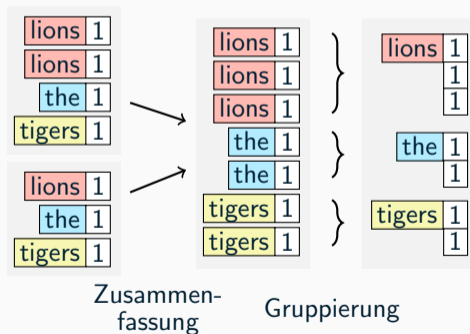 lions 1
lions 1
the 1
tigers 1
lions 1
the 1
tigers 1
lions 1
lions 1
lions 1
the 1
the 1
tigers 1
tigers 1
lions 1
1
1
the 1
1
tigers 1
1
Zusammen-
fassung
Gruppierung